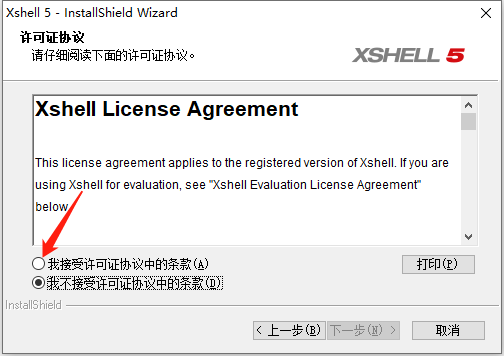 Xshell 5 - InstallShield Wizard
许可证协议
请仔细阅读下面的许可证协议。
XSHELL 5
Xshell License Agreement
This license agreement applies to the registered version of Xshell. If you are
using Xshell for evaluation, see "Xshell Evaluation License Agreement"
below.
我接受许可证协议中的条款(A)
打印(P)
我不接受许可证协议中的条款(D)
InstallShield
< 上一步(B)
下一步(N) >
取消